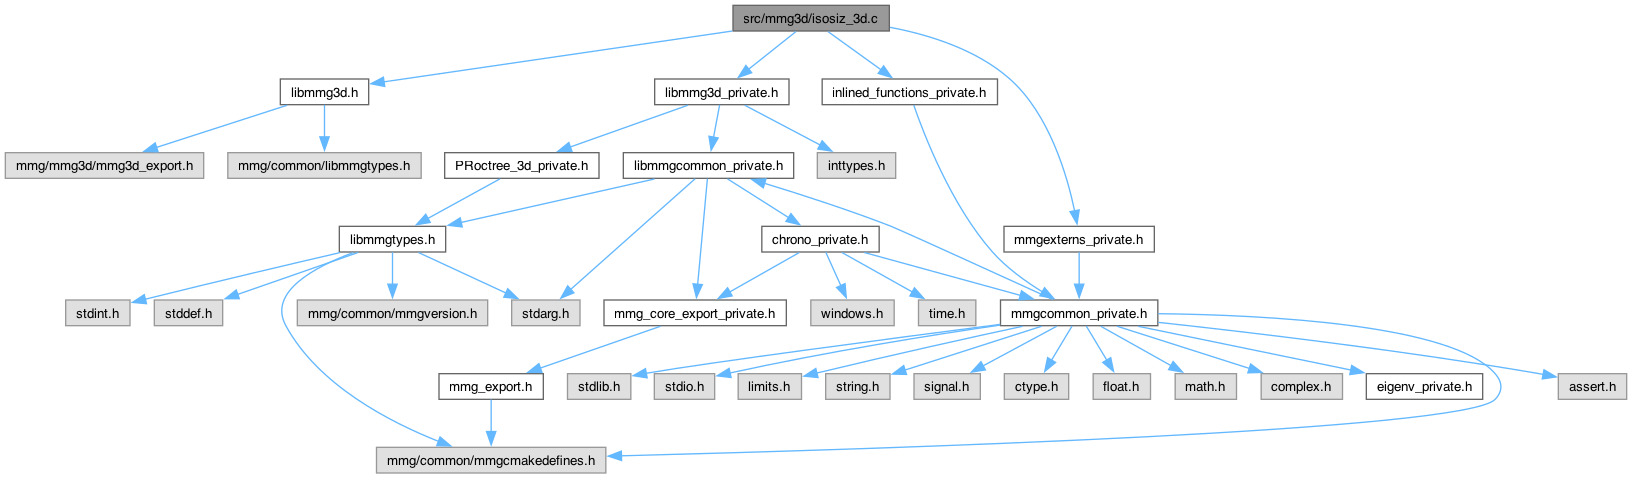 src/mmg3d/isosiz_3d.c
libmmg3d.h
libmmg3d_private.h
inlined_functions_private.h
mmg/mmg3d/mmg3d_export.h
mmg/common/libmmgtypes.h
PRoctree_3d_private.h
libmmgcommon_private.h
inttypes.h
libmmgtypes.h
chrono_private.h
mmgexterns_private.h
stdint.h
stddef.h
mmg/common/mmgversion.h
stdarg.h
mmg_core_export_private.h
windows.h
time.h
mmgcommon_private.h
mmg_export.h
stdlib.h
stdio.h
limits.h
string.h
signal.h
ctype.h
float.h
math.h
complex.h
eigenv_private.h
assert.h
mmg/common/mmgcmakedefines.h